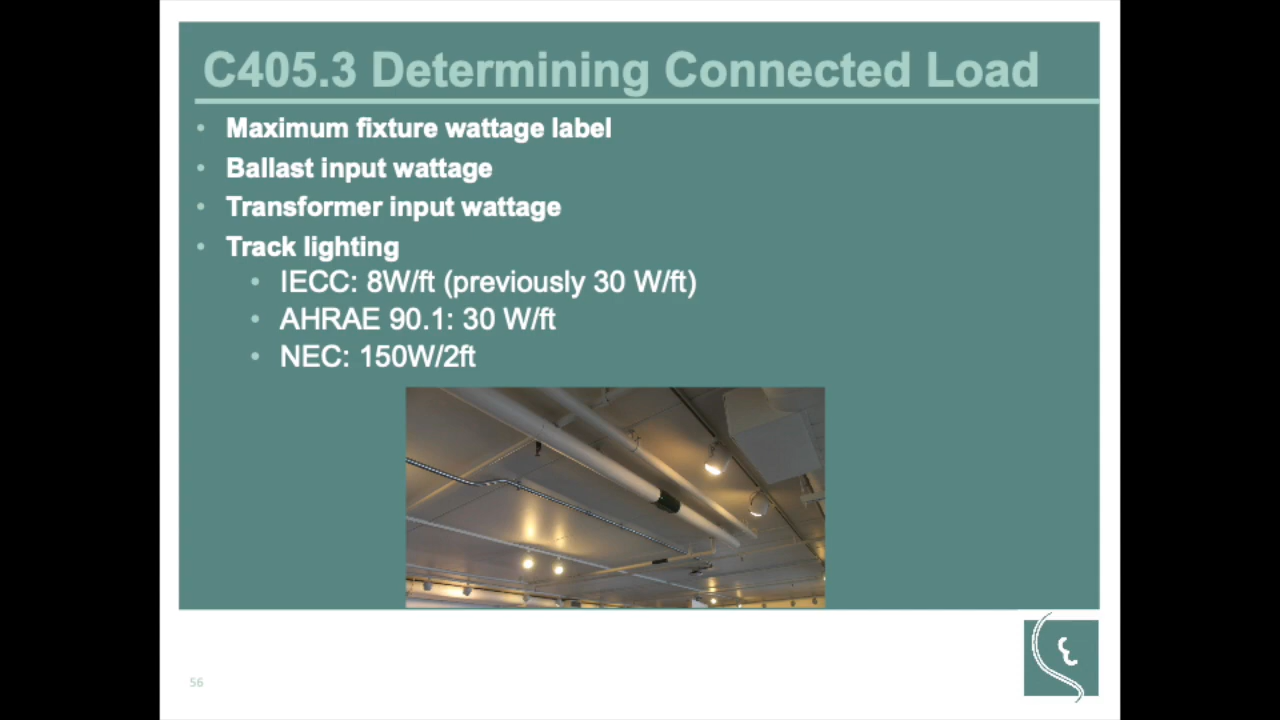 C405.3 Determining Connected Load
• Maximum fixture wattage label
• Ballast input wattage
• Transformer input wattage
• Track lighting
• IECC: 8W/ft (previously 30 W/ft)
• AHRAE 90.1: 30 W/ft
• NEC: 150W/2ft
56